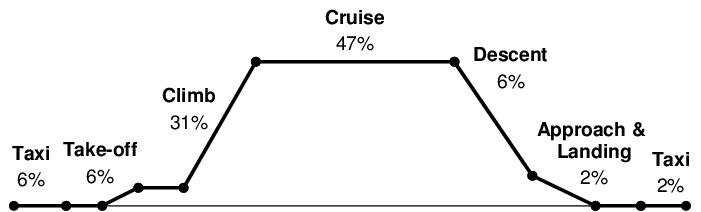 Taxi
6%
Take-off
6%
Climb
31%
Cruise
47%
Descent
6%
Approach &
Landing
2%
Taxi
2%